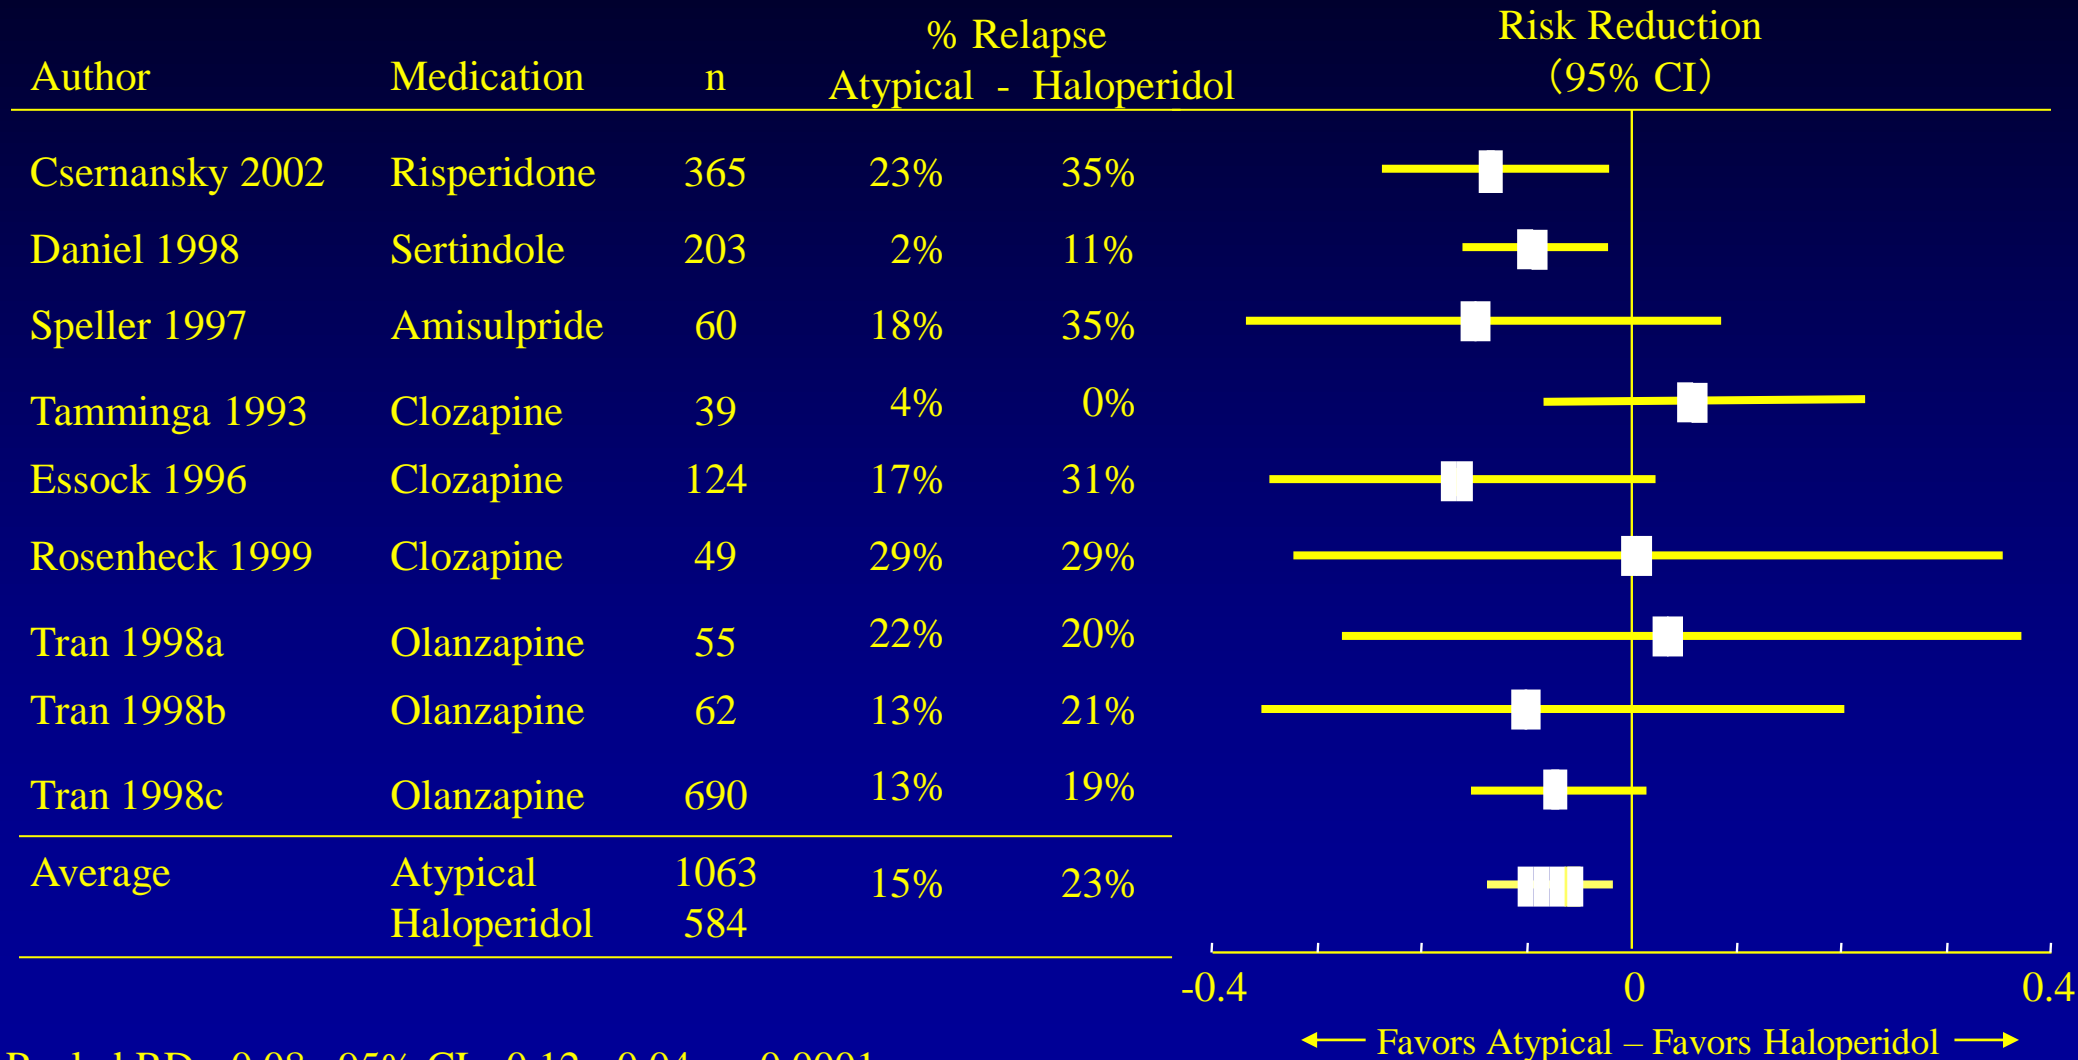 % Relapse
Risk Reduction
Author Medication n Atypical - Haloperidol (95% CI)
Csernansky 2002 Risperidone 365 23% 35%
Daniel 1998 Sertindole 203 2% 11%
Speller 1997 Amisulpride 60 18% 35%
Tamminga 1993 Clozapine 39 4% 0%
Essock 1996 Clozapine 124 17% 31%
Rosenheck 1999 Clozapine 49 29% 29%
Tran 1998a Olanzapine 55 22% 20%
Tran 1998b Olanzapine 62 13% 21%
Tran 1998c Olanzapine 690 13% 19%
Average Atypical 1063 15% 23%
Haloperidol 584
-0.4 0 0.4
Favors Atypical – Favors Haloperidol
95% CI